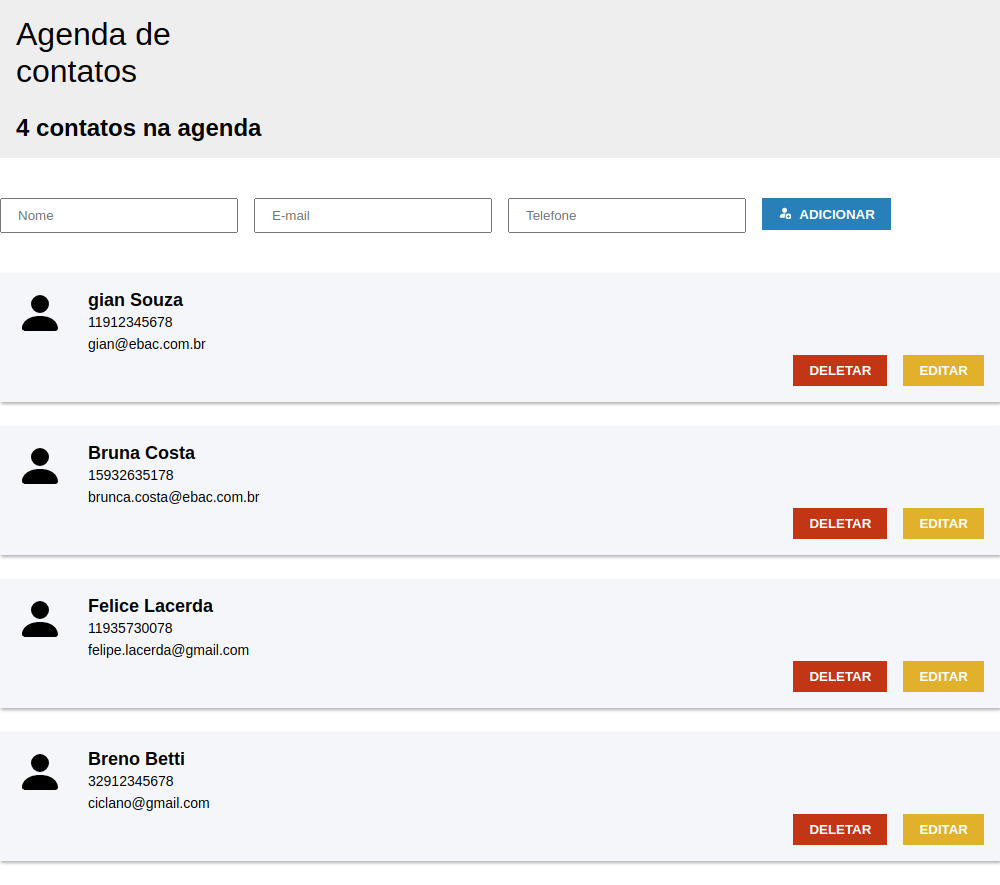 Agenda de
contatos
4 contatos na agenda
Nome E-mail Telefone ADICIONAR
gian Souza
11912345678
gian@ebac.com.br
DELETAR EDITAR
Bruna Costa
15932635178
brunca.costa@ebac.com.br
DELETAR EDITAR
Felice Lacerda
11935730078
felipe.lacerda@gmail.com
DELETAR EDITAR
Breno Betti
32912345678
ciclano@gmail.com
DELETAR EDITAR